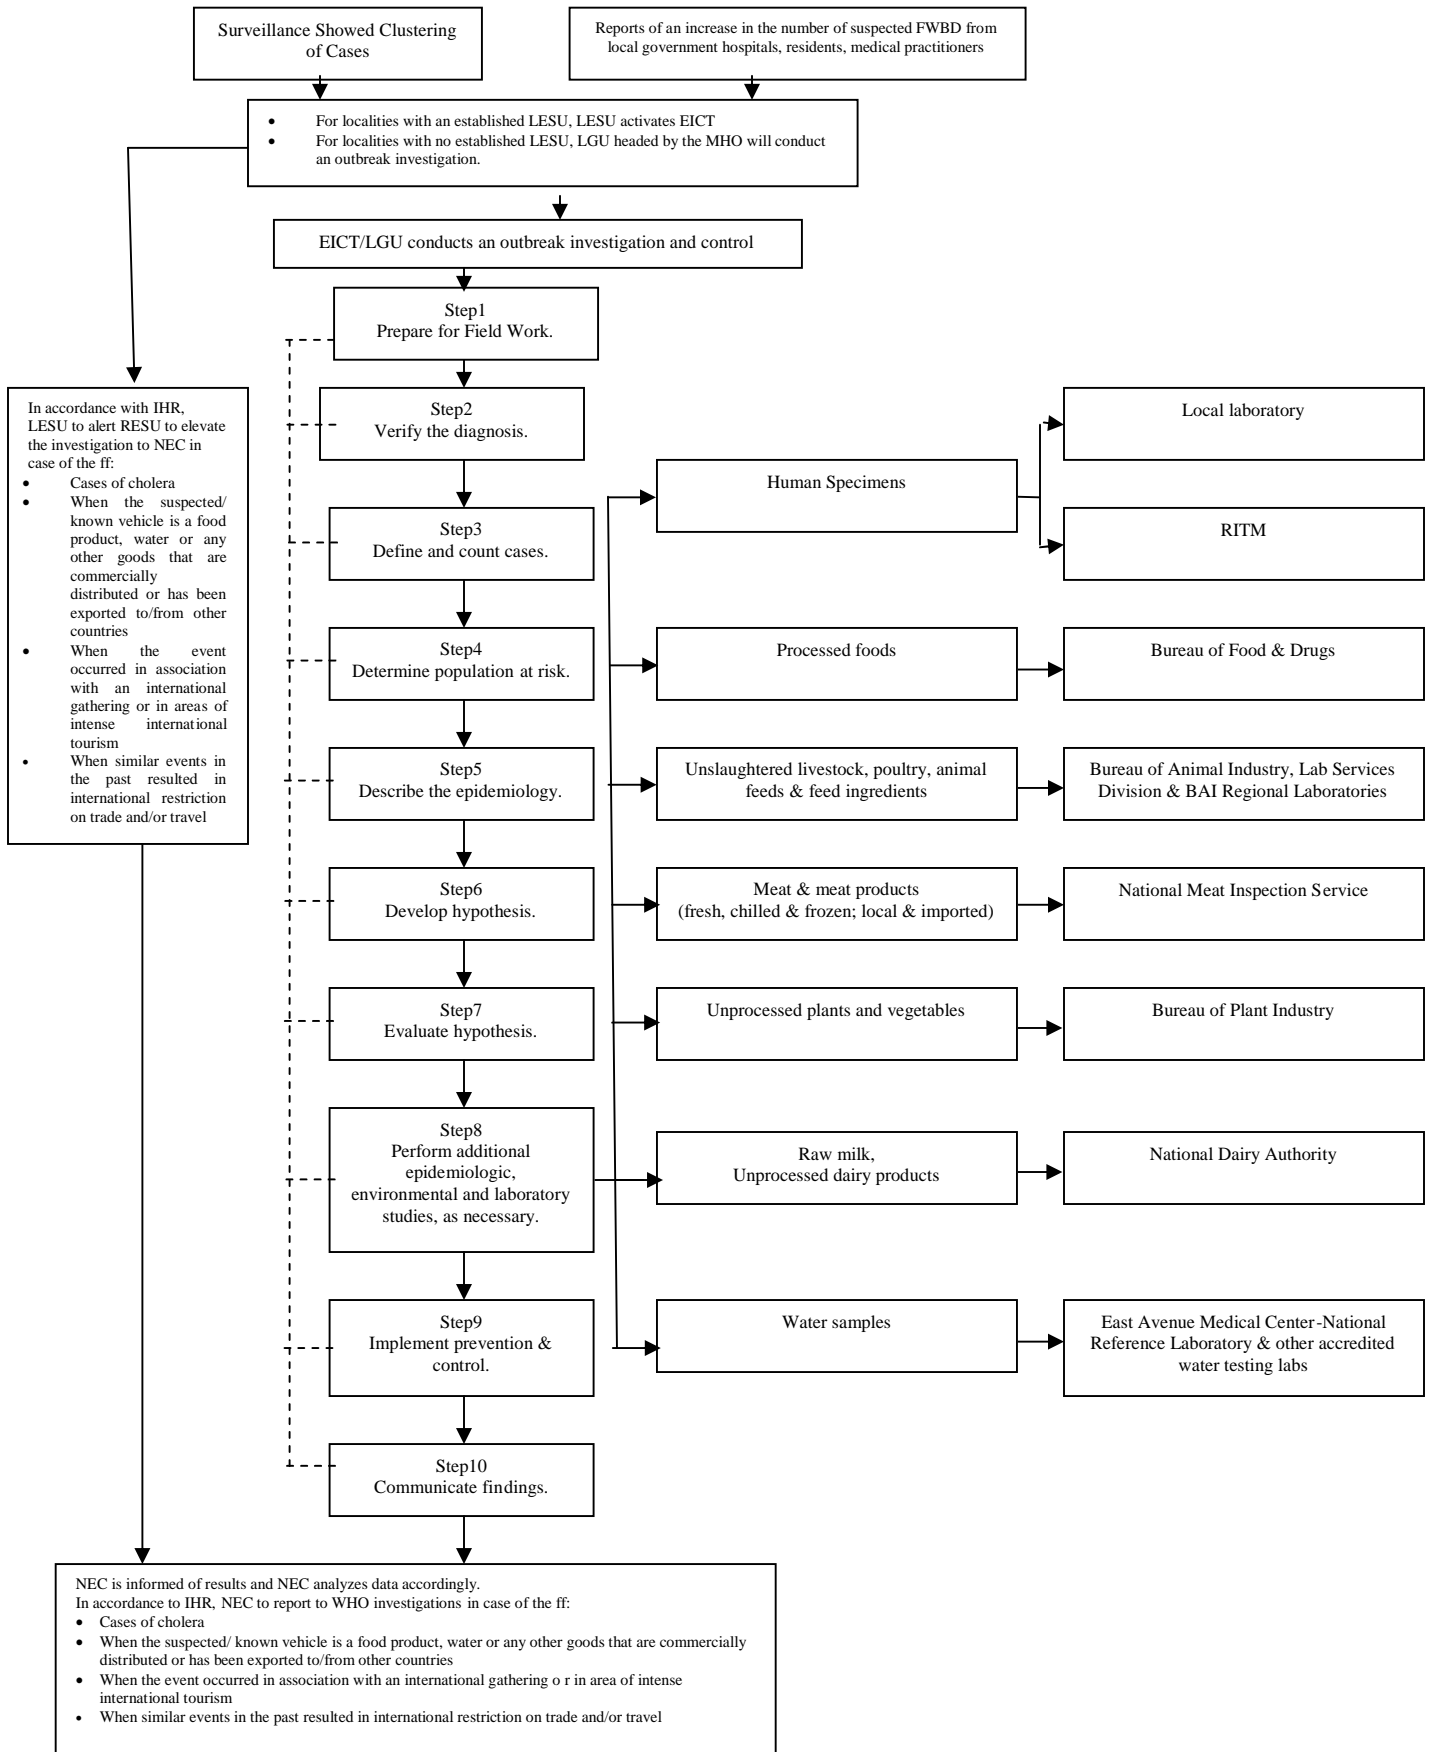 Surveillance Showed Clustering
of Cases
Reports of an increase in the number of suspected FWBD from
local government hospitals, residents, medical practitioners
• For localities with an established LESU, LESU activates EICT
• For localities with no established LESU, LGU headed by the MHO will conduct
an outbreak investigation.
EICT/LGU conducts an outbreak investigation and control
Step1
Prepare for Field Work.
Step2
Verify the diagnosis.
Step3
Define and count cases.
Step4
Determine population at risk.
Step5
Describe the epidemiology.
Step6
Develop hypothesis.
Step7
Evaluate hypothesis.
Step8
Perform additional
epidemiologic,
environmental and laboratory
studies, as necessary.
Step9
Implement prevention &
control.
Step10
Communicate findings.
In accordance with IHR,
LESU to alert RESU to elevate
the investigation to NEC in
case of the ff:
• Cases of cholera
• When the suspected/
known vehicle is a food
product, water or any
other goods that are
commercially
distributed or has been
exported to/from other
countries
• When the event
occurred in association
with an international
gathering or in areas of
intense international
tourism
• When similar events in
the past resulted in
international restriction
on trade and/or travel
Human Specimens
Local laboratory
RITM
Processed foods
Bureau of Food & Drugs
Unslaughtered livestock, poultry, animal
feeds & feed ingredients
Bureau of Animal Industry, Lab Services
Division & BAI Regional Laboratories
Meat & meat products
(fresh, chilled & frozen; local & imported)
National Meat Inspection Service
Unprocessed plants and vegetables
Bureau of Plant Industry
Raw milk,
Unprocessed dairy products
National Dairy Authority
Water samples
East Avenue Medical Center-National
Reference Laboratory & other accredited
water testing labs
NEC is informed of results and NEC analyzes data accordingly.
In accordance to IHR, NEC to report to WHO investigations in case of the ff:
• Cases of cholera
• When the suspected/ known vehicle is a food product, water or any other goods that are commercially
distributed or has been exported to/from other countries
• When the event occurred in association with an international gathering o r in area of intense
international tourism
• When similar events in the past resulted in international restriction on trade and/or travel